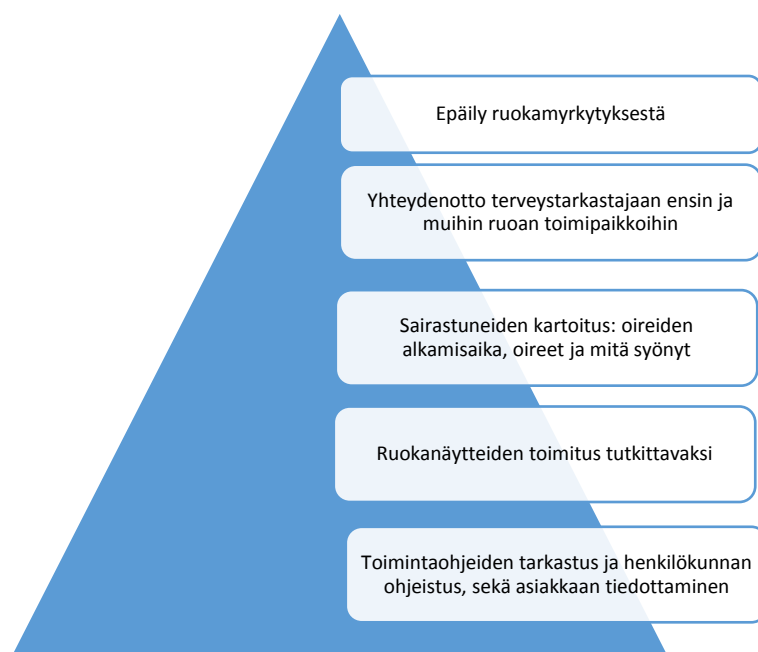 Epäily ruokamyrkytyksestä
Yhteydenotto terveystarkastajaan ensin ja
muihin ruoan toimipaikkoihin
Sairastuneiden kartoitus: oireiden
alkamisaika, oireet ja mitä syönyt
Ruokanäytteiden toimitus tutkittavaksi
Toimintaohjeiden tarkastus ja henkilökunnan
ohjeistus, sekä asiakkaan tiedottaminen